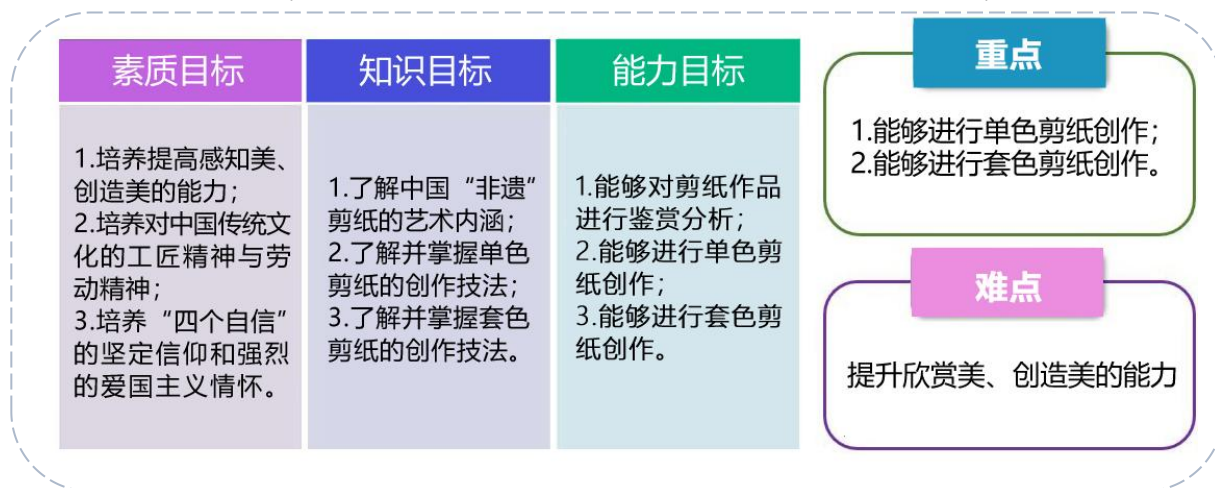 素质目标
1.培养提高感知美、
创造美的能力；
2.培养对中国传统文
化的工匠精神与劳
动精神；
3.培养“四个自信”
的坚定信仰和强烈
的爱国主义情怀。
知识目标
1.了解中国“非遗”
剪纸的艺术内涵；
2.了解并掌握单色
剪纸的创作技法；
3.了解并掌握套色
剪纸的创作技法。
能力目标
1.能够对剪纸作品
进行鉴赏分析；
2.能够进行单色剪
纸创作；
3.能够进行套色剪
纸创作。
重点
1.能够进行单色剪纸创作；
2.能够进行套色剪纸创作。
难点
提升欣赏美、创造美的能力